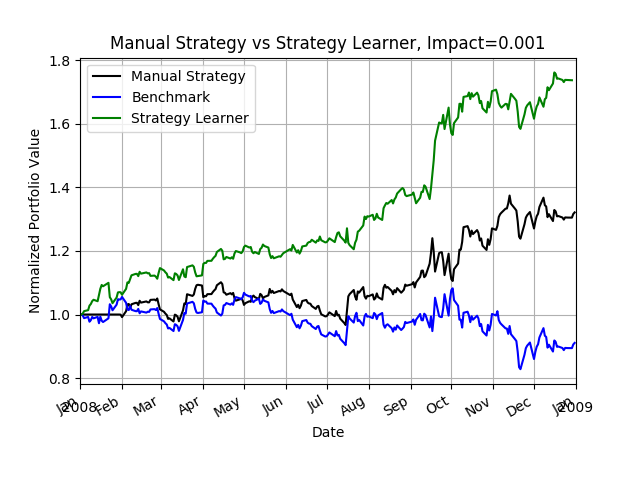 Manual Strategy vs Strategy Learner, Impact=0.001
Manual Strategy
Benchmark
Strategy Learner
Normalized Portfolio Value
1.8
1.6
1.4
1.2
1.0
0.8
Jan Feb Mar Apr May Jun Jul Aug Sep Oct Nov Dec Jan
2008 2009
Date